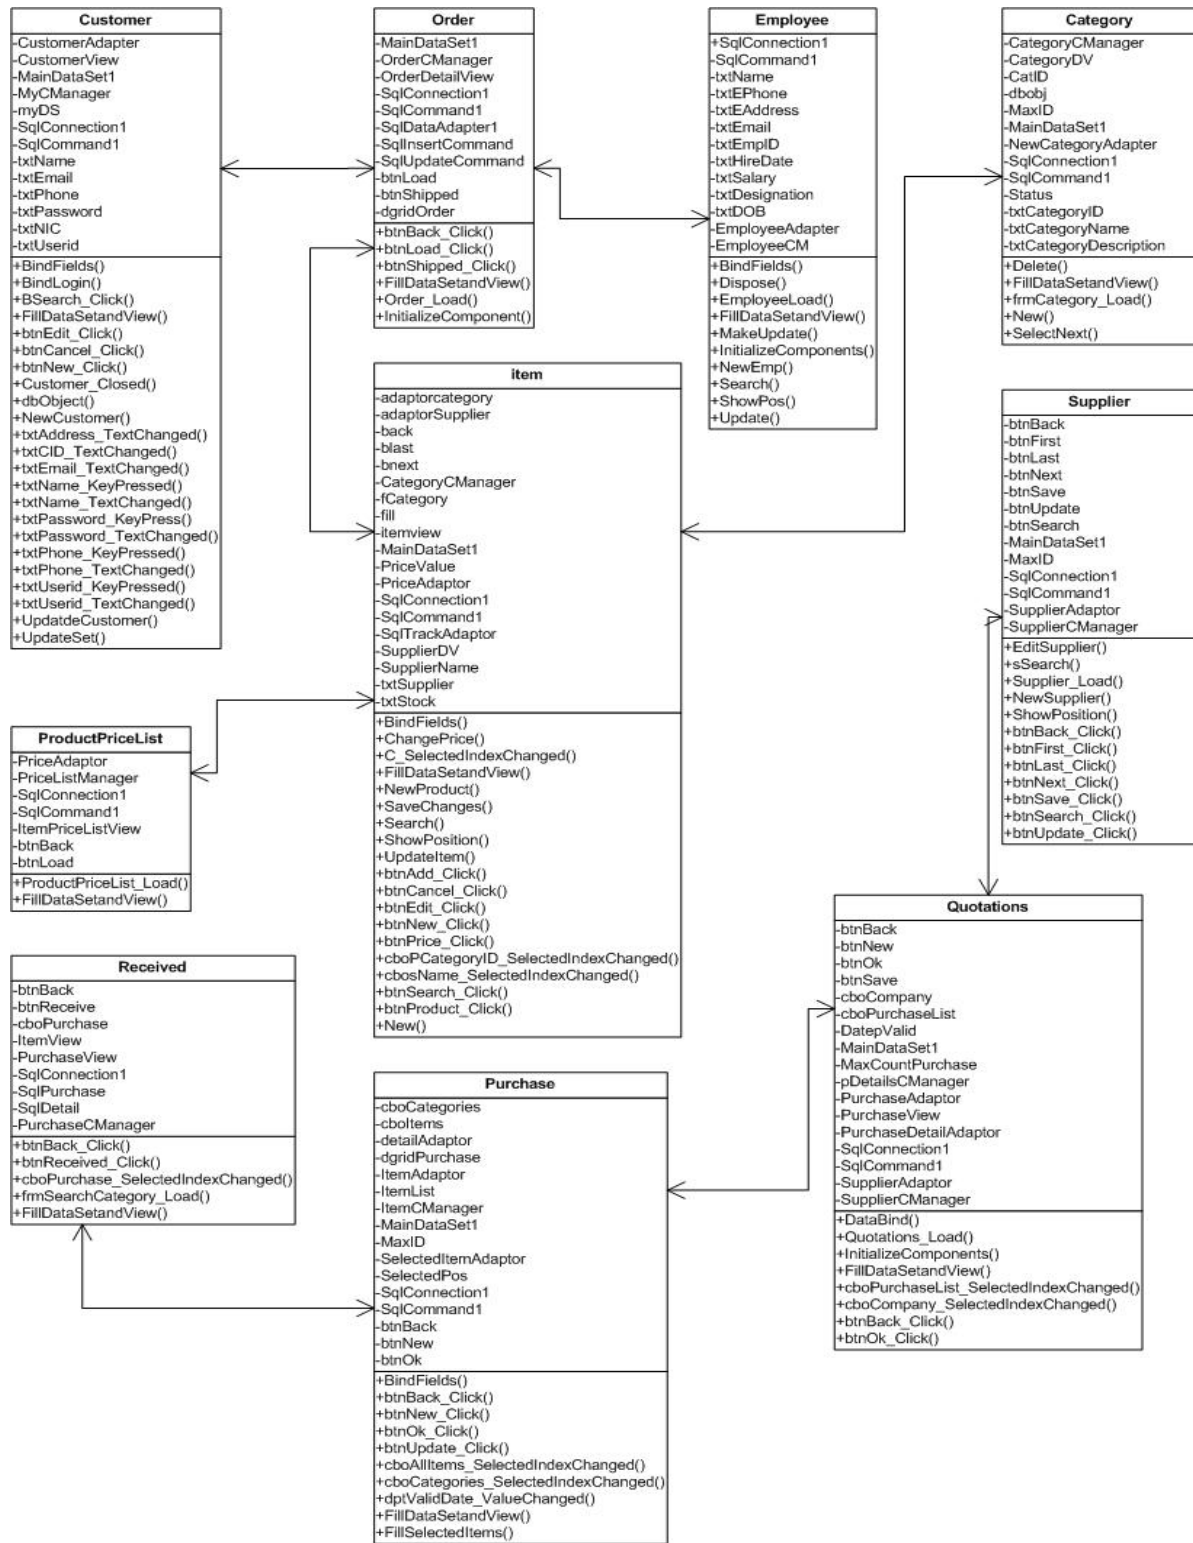 Customer
-CustomerAdapter
-CustomerView
-MainDataSet1
-MyCManager
-myDS
-SqlConnection1
-SqlCommand1
-txtName
-txtEmail
-txtPhone
-txtPassword
-txtNIC
-txtUserid
+BindFields()
+BindLogin()
+BSearch_Click()
+FillDataSetandView()
+btnEdit_Click()
+btnCancel_Click()
+btnNew_Click()
+Customer_Closed()
+dbObject()
+NewCustomer()
+txtAddress_TextChanged()
+txtCID_TextChanged()
+txtEmail_TextChanged()
+txtName_KeyPressed()
+txtName_TextChanged()
+txtPassword_KeyPress()
+txtPassword_TextChanged()
+txtPhone_KeyPressed()
+txtPhone_TextChanged()
+txtUserid_KeyPressed()
+txtUserid_TextChanged()
+UpdatdeCustomer()
+UpdateSet()
Order
-MainDataSet1
-OrderCManager
-OrderDetailView
-SqlConnection1
-SqlCommand1
-SqlDataAdapter1
-SqlInsertCommand
-SqlUpdateCommand
-btnLoad
-btnShipped
-dgridOrder
+btnBack_Click()
+btnLoad_Click()
+btnShipped_Click()
+FillDataSetandView()
+Order_Load()
+InitializeComponent()
Employee
+SqlConnection1
-SqlCommand1
-txtName
-txtEPhone
-txtEAddress
-txtEmail
-txtEmpID
-txtHireDate
-txtSalary
-txtDesignation
-txtDOB
-EmployeeAdapter
-EmployeeCM
+BindFields()
+Dispose()
+EmployeeLoad()
+FillDataSetandView()
+MakeUpdate()
+InitializeComponents()
+NewEmp()
+Search()
+ShowPos()
+Update()
Category
-CategoryCManager
-CategoryDV
-CatID
-dbobj
-MaxID
-MainDataSet1
-NewCategoryAdapter
-SqlConnection1
-SqlCommand1
-Status
-txtCategoryID
-txtCategoryName
-txtCategoryDescription
+Delete()
+FillDataSetandView()
+frmCategory_Load()
+New()
+SelectNext()
item
-adaptorcategory
-adaptorSupplier
-back
-blast
-bnext
-CategoryCManager
-fCategory
-fill
-itemview
-MainDataSet1
-PriceValue
-PriceAdaptor
-SqlConnection1
-SqlCommand1
-SqlTrackAdaptor
-SupplierDV
-SupplierName
-txtSupplier
-txtStock
+BindFields()
+ChangePrice()
+C_SelectedIndexChanged()
+FillDataSetandView()
+NewProduct()
+SaveChanges()
+Search()
+ShowPosition()
+UpdateItem()
+btnAdd_Click()
+btnCancel_Click()
+btnEdit_Click()
+btnNew_Click()
+btnPrice_Click()
+cboPCategoryID_SelectedIndexChanged()
+cbosName_SelectedIndexChanged()
+btnSearch_Click()
+btnProduct_Click()
+New()
Supplier
-btnBack
-btnFirst
-btnLast
-btnNext
-btnSave
-btnUpdate
-btnSearch
-MainDataSet1
-MaxID
-SqlConnection1
-SqlCommand1
-SupplierAdaptor
-SupplierCManager
+EditSupplier()
+sSearch()
+Supplier_Load()
+NewSupplier()
+ShowPosition()
+btnBack_Click()
+btnFirst_Click()
+btnLast_Click()
+btnNext_Click()
+btnSave_Click()
+btnSearch_Click()
+btnUpdate_Click()
ProductPriceList
-PriceAdaptor
-PriceListManager
-SqlConnection1
-SqlCommand1
-ItemPriceListView
-btnBack
-btnLoad
+ProductPriceList_Load()
+FillDataSetandView()
Received
-btnBack
-btnReceive
-cboPurchase
-ItemView
-PurchaseView
-SqlConnection1
-SqlPurchase
-SqlDetail
-PurchaseCManager
+btnBack_Click()
+btnReceived_Click()
+cboPurchase_SelectedIndexChanged()
+frmSearchCategory_Load()
+FillDataSetandView()
Purchase
-cboCategories
-cboItems
-detailAdaptor
-dgridPurchase
-ItemAdaptor
-ItemList
-ItemCManager
-MainDataSet1
-MaxID
-SelectedItemAdaptor
-SelectedPos
-SqlConnection1
-SqlCommand1
-btnBack
-btnNew
-btnOk
+BindFields()
+btnBack_Click()
+btnNew_Click()
+btnOk_Click()
+btnUpdate_Click()
+cboAllItems_SelectedIndexChanged()
+cboCategories_SelectedIndexChanged()
+dptValidDate_ValueChanged()
+FillDataSetandView()
+FillSelectedItems()
Quotations
-btnBack
-btnNew
-btnOk
-btnSave
-cboCompany
-cboPurchaseList
-DatepValid
-MainDataSet1
-MaxCountPurchase
-pDetailsCManager
-PurchaseAdaptor
-PurchaseView
-PurchaseDetailAdaptor
-SqlConnection1
-SqlCommand1
-SupplierAdaptor
-SupplierCManager
+DataBind()
+Quotations_Load()
+InitializeComponents()
+FillDataSetandView()
+cboPurchaseList_SelectedIndexChanged()
+cboCompany_SelectedIndexChanged()
+btnBack_Click()
+btnOk_Click()